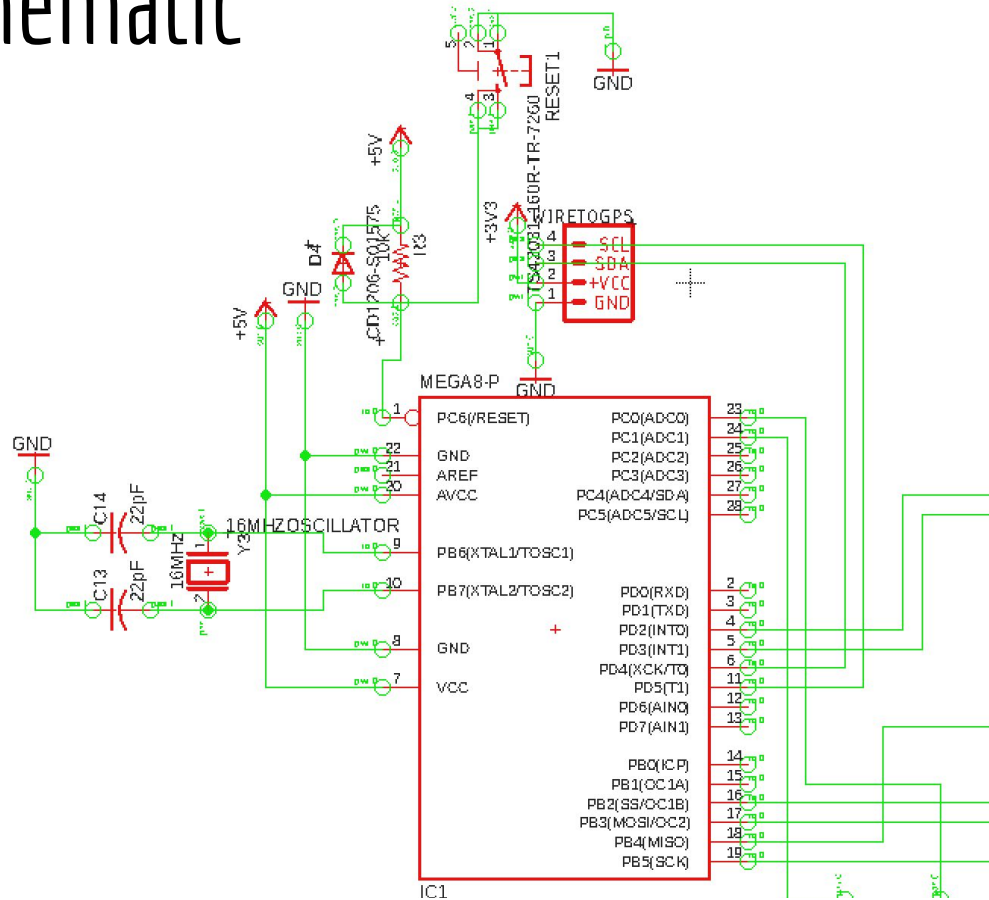 GND
RESET1
+5V
+3V3
WIRETOGPS
4 SCL
3 SDA
2 +VCC
1 GND
D4
CD1206-S01575
10k
R3
GND
+5V
GND
MEGA8-P
1 PC6(/RESET)
22 GND
21 AREF
20 AVCC
9 PB6(XTAL1/TOSC1)
10 PB7(XTAL2/TOSC2)
8 GND
7 VCC
PC0(ADC0) 23
PC1(ADC1) 24
PC2(ADC2) 25
PC3(ADC3) 26
PC4(ADC4/SDA) 27
PC5(ADC5/SCL) 28
PD0(RXD) 2
PD1(TXD) 3
PD2(INT0) 4
PD3(INT1) 5
PD4(XCK/T0) 6
PD5(T1) 11
PD6(AIN0) 12
PD7(AIN1) 13
PB0(ICP) 14
PB1(OC1A) 15
PB2(SS/OC1B) 16
PB3(MOSI/OC2) 17
PB4(MISO) 18
PB5(SCK) 19
IC1
GND
C14
22pF
C13
22pF
16MHZOSCILLATOR
16MHZ
Y3
1
2
5
2
1
4
3